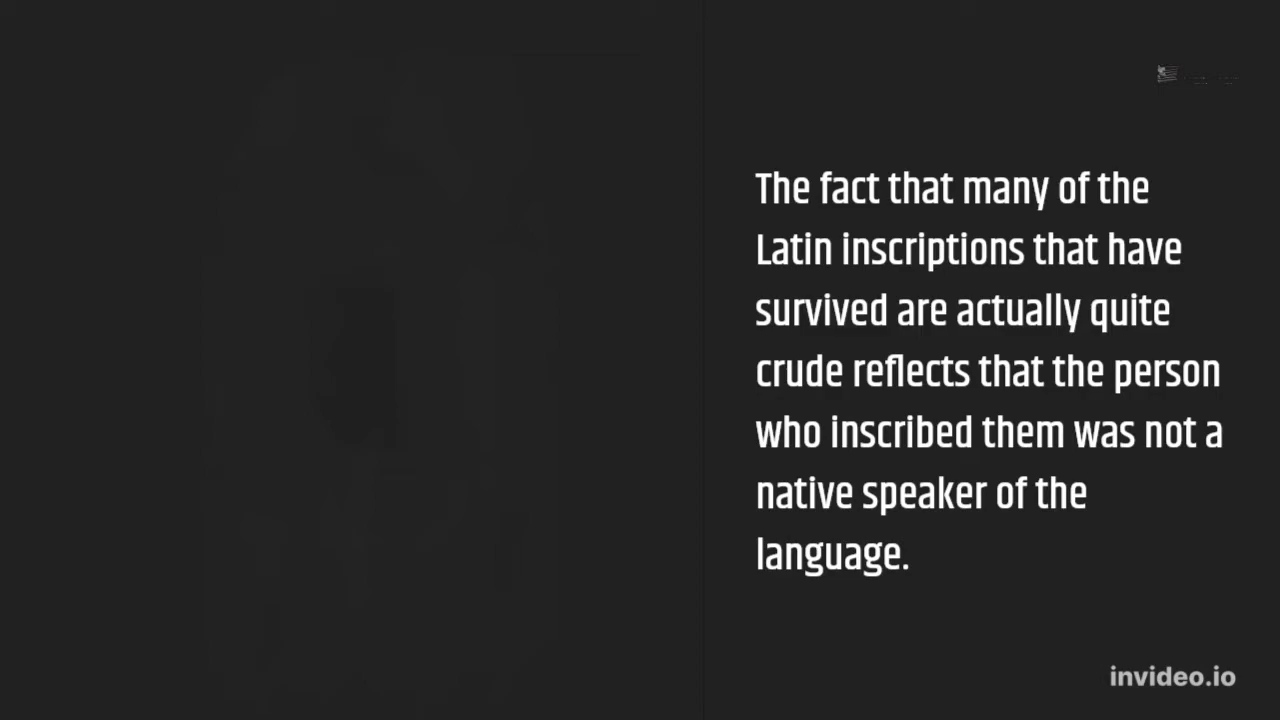 The fact that many of the
Latin inscriptions that have
survived are actually quite
crude reflects that the person
who inscribed them was not a
native speaker of the
language.
invideo.io